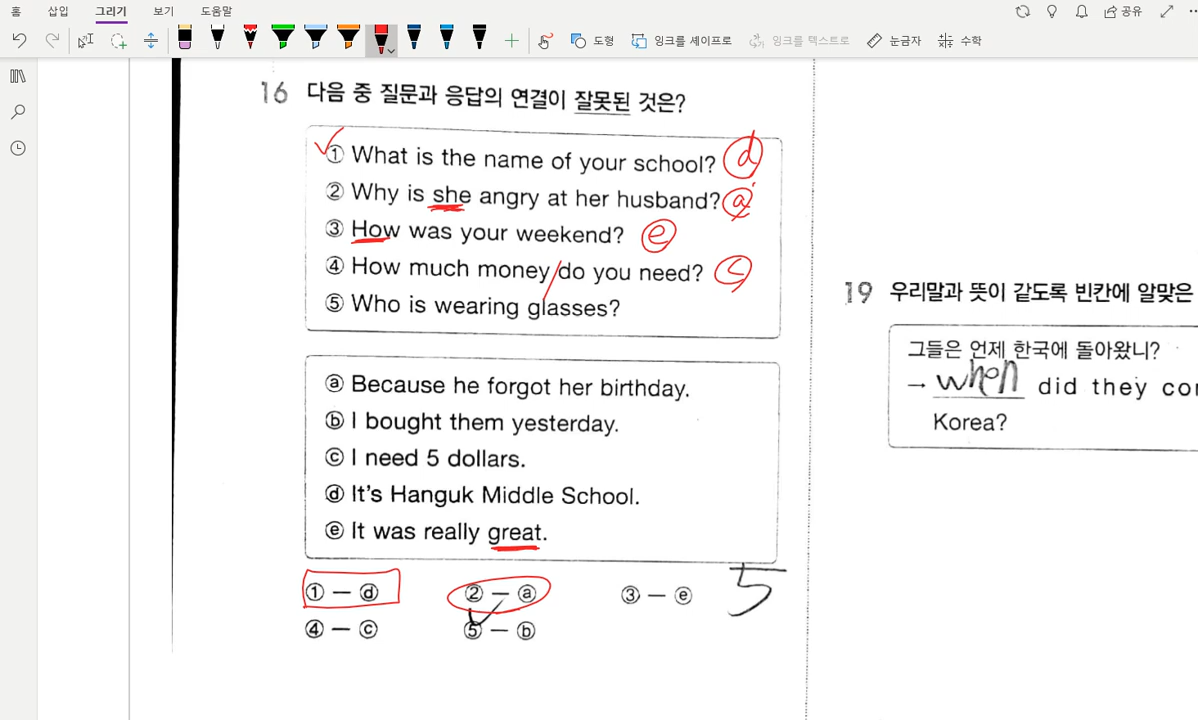 홈 삽입 그리기 보기 도움말 공유
도형 잉크를 셰이프로 잉크를 텍스트로 눈금자 수학
16 다음 중 질문과 응답의 연결이 잘못된 것은?
① What is the name of your school? d
② Why is she angry at her husband? a
③ How was your weekend? e
④ How much money/do you need? c
⑤ Who is wearing glasses?
ⓐ Because he forgot her birthday.
ⓑ I bought them yesterday.
ⓒ I need 5 dollars.
ⓓ It's Hanguk Middle School.
ⓔ It was really great.
① — ⓓ ② — ⓐ ③ — ⓔ 5
④ — ⓒ ⑤ — ⓑ
19 우리말과 뜻이 같도록 빈칸에 알맞은
그들은 언제 한국에 돌아왔니?
→ when did they co
Korea?